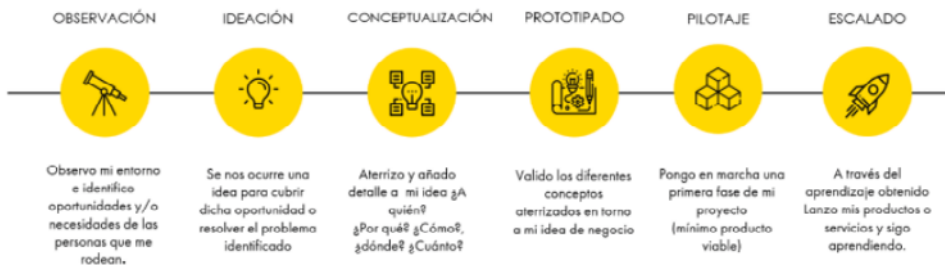 OBSERVACIÓN
IDEACIÓN
CONCEPTUALIZACIÓN
PROTOTIPADO
PILOTAJE
ESCALADO
Observo mi entorno
e identifico
oportunidades y/o
necesidades de las
personas que me
rodean.
Se nos ocurre una
idea para cubrir
dicha oportunidad o
resolver el problema
identificado
Aterrizo y añado
detalle a mi idea ¿A
quién?
¿Por qué? ¿Cómo?,
¿dónde? ¿Cuánto?
Valido los diferentes
conceptos
aterrizados en torno
a mi idea de negocio
Pongo en marcha una
primera fase de mi
proyecto
(mínimo producto
viable)
A través del
aprendizaje obtenido
Lanzo mis productos o
servicios y sigo
aprendiendo.